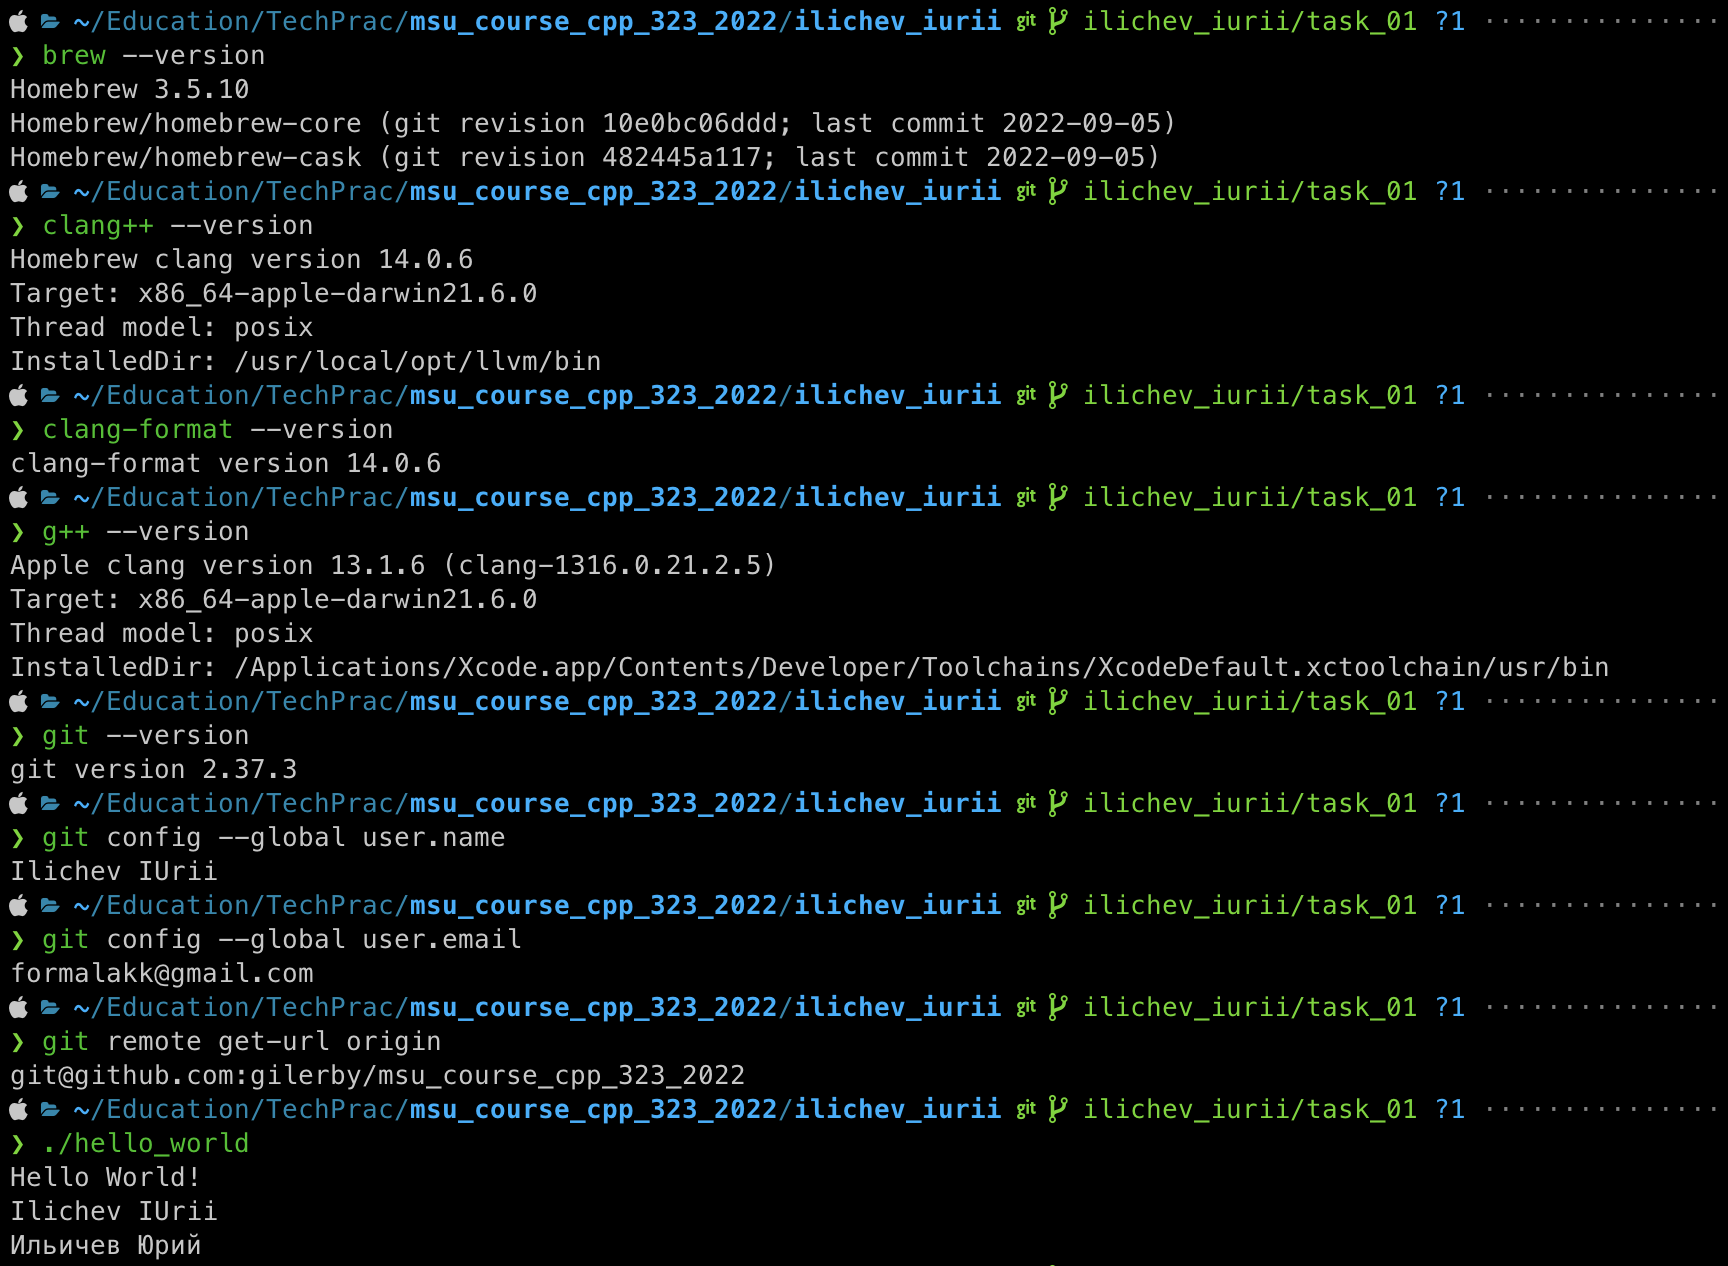 ~/Education/TechPrac/msu_course_cpp_323_2022/ilichev_iurii git ilichev_iurii/task_01 ?1 ···············
❯ brew --version
Homebrew 3.5.10
Homebrew/homebrew-core (git revision 10e0bc06ddd; last commit 2022-09-05)
Homebrew/homebrew-cask (git revision 482445a117; last commit 2022-09-05)
~/Education/TechPrac/msu_course_cpp_323_2022/ilichev_iurii git ilichev_iurii/task_01 ?1 ···············
❯ clang++ --version
Homebrew clang version 14.0.6
Target: x86_64-apple-darwin21.6.0
Thread model: posix
InstalledDir: /usr/local/opt/llvm/bin
~/Education/TechPrac/msu_course_cpp_323_2022/ilichev_iurii git ilichev_iurii/task_01 ?1 ···············
❯ clang-format --version
clang-format version 14.0.6
~/Education/TechPrac/msu_course_cpp_323_2022/ilichev_iurii git ilichev_iurii/task_01 ?1 ···············
❯ g++ --version
Apple clang version 13.1.6 (clang-1316.0.21.2.5)
Target: x86_64-apple-darwin21.6.0
Thread model: posix
InstalledDir: /Applications/Xcode.app/Contents/Developer/Toolchains/XcodeDefault.xctoolchain/usr/bin
~/Education/TechPrac/msu_course_cpp_323_2022/ilichev_iurii git ilichev_iurii/task_01 ?1 ···············
❯ git --version
git version 2.37.3
~/Education/TechPrac/msu_course_cpp_323_2022/ilichev_iurii git ilichev_iurii/task_01 ?1 ···············
❯ git config --global user.name
Ilichev IUrii
~/Education/TechPrac/msu_course_cpp_323_2022/ilichev_iurii git ilichev_iurii/task_01 ?1 ···············
❯ git config --global user.email
formalakk@gmail.com
~/Education/TechPrac/msu_course_cpp_323_2022/ilichev_iurii git ilichev_iurii/task_01 ?1 ···············
❯ git remote get-url origin
git@github.com:gilerby/msu_course_cpp_323_2022
~/Education/TechPrac/msu_course_cpp_323_2022/ilichev_iurii git ilichev_iurii/task_01 ?1 ···············
❯ ./hello_world
Hello World!
Ilichev IUrii
Ильичев Юрий